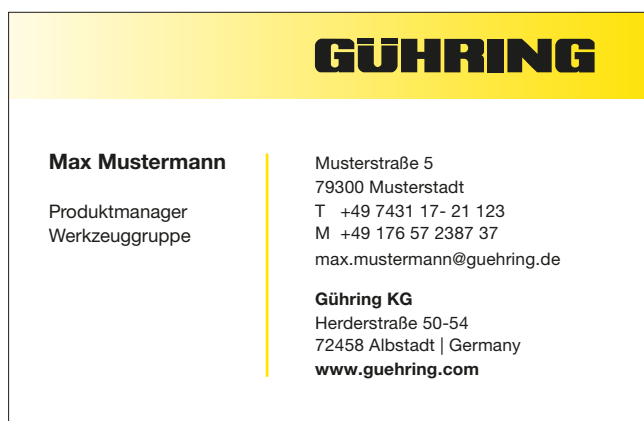 GÜHRING
Max Mustermann
Produktmanager
Werkzeuggruppe
Musterstraße 5
79300 Musterstadt
T +49 7431 17- 21 123
M +49 176 57 2387 37
max.mustermann@guehring.de
Gühring KG
Herderstraße 50-54
72458 Albstadt | Germany
www.guehring.com